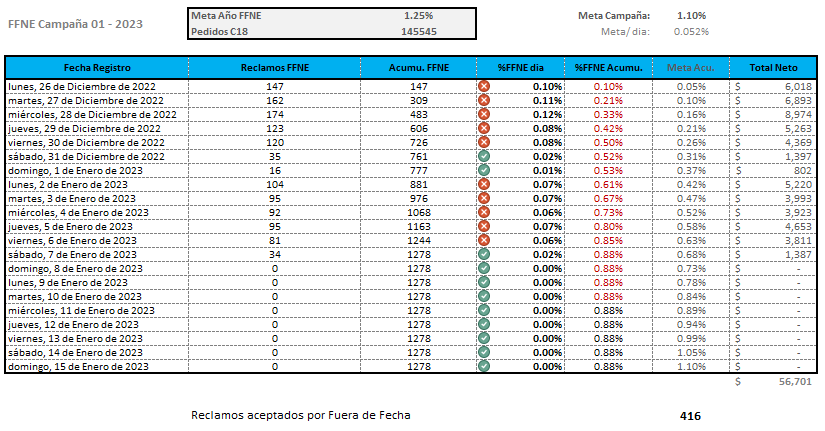 FFNE Campaña 01 - 2023
Meta Año FFNE 1.25% Meta Campaña: 1.10%
Pedidos C18 145545 Meta/ dia: 0.052%
Fecha Registro Reclamos FFNE Acumu. FFNE %FFNE dia %FFNE Acumu. Meta Acu. Total Neto
lunes, 26 de Diciembre de 2022 147 147 0.10% 0.10% 0.05% $ 6,018
martes, 27 de Diciembre de 2022 162 309 0.11% 0.21% 0.10% $ 6,893
miércoles, 28 de Diciembre de 2022 174 483 0.12% 0.33% 0.16% $ 8,974
jueves, 29 de Diciembre de 2022 123 606 0.08% 0.42% 0.21% $ 5,263
viernes, 30 de Diciembre de 2022 120 726 0.08% 0.50% 0.26% $ 4,369
sábado, 31 de Diciembre de 2022 35 761 0.02% 0.52% 0.31% $ 1,397
domingo, 1 de Enero de 2023 16 777 0.01% 0.53% 0.37% $ 802
lunes, 2 de Enero de 2023 104 881 0.07% 0.61% 0.42% $ 5,220
martes, 3 de Enero de 2023 95 976 0.07% 0.67% 0.47% $ 3,993
miércoles, 4 de Enero de 2023 92 1068 0.06% 0.73% 0.52% $ 3,923
jueves, 5 de Enero de 2023 95 1163 0.07% 0.80% 0.58% $ 4,653
viernes, 6 de Enero de 2023 81 1244 0.06% 0.85% 0.63% $ 3,811
sábado, 7 de Enero de 2023 34 1278 0.02% 0.88% 0.68% $ 1,387
domingo, 8 de Enero de 2023 0 1278 0.00% 0.88% 0.73% $ -
lunes, 9 de Enero de 2023 0 1278 0.00% 0.88% 0.78% $ -
martes, 10 de Enero de 2023 0 1278 0.00% 0.88% 0.84% $ -
miércoles, 11 de Enero de 2023 0 1278 0.00% 0.88% 0.89% $ -
jueves, 12 de Enero de 2023 0 1278 0.00% 0.88% 0.94% $ -
viernes, 13 de Enero de 2023 0 1278 0.00% 0.88% 0.99% $ -
sábado, 14 de Enero de 2023 0 1278 0.00% 0.88% 1.05% $ -
domingo, 15 de Enero de 2023 0 1278 0.00% 0.88% 1.10% $ -
$ 56,701
Reclamos aceptados por Fuera de Fecha 416